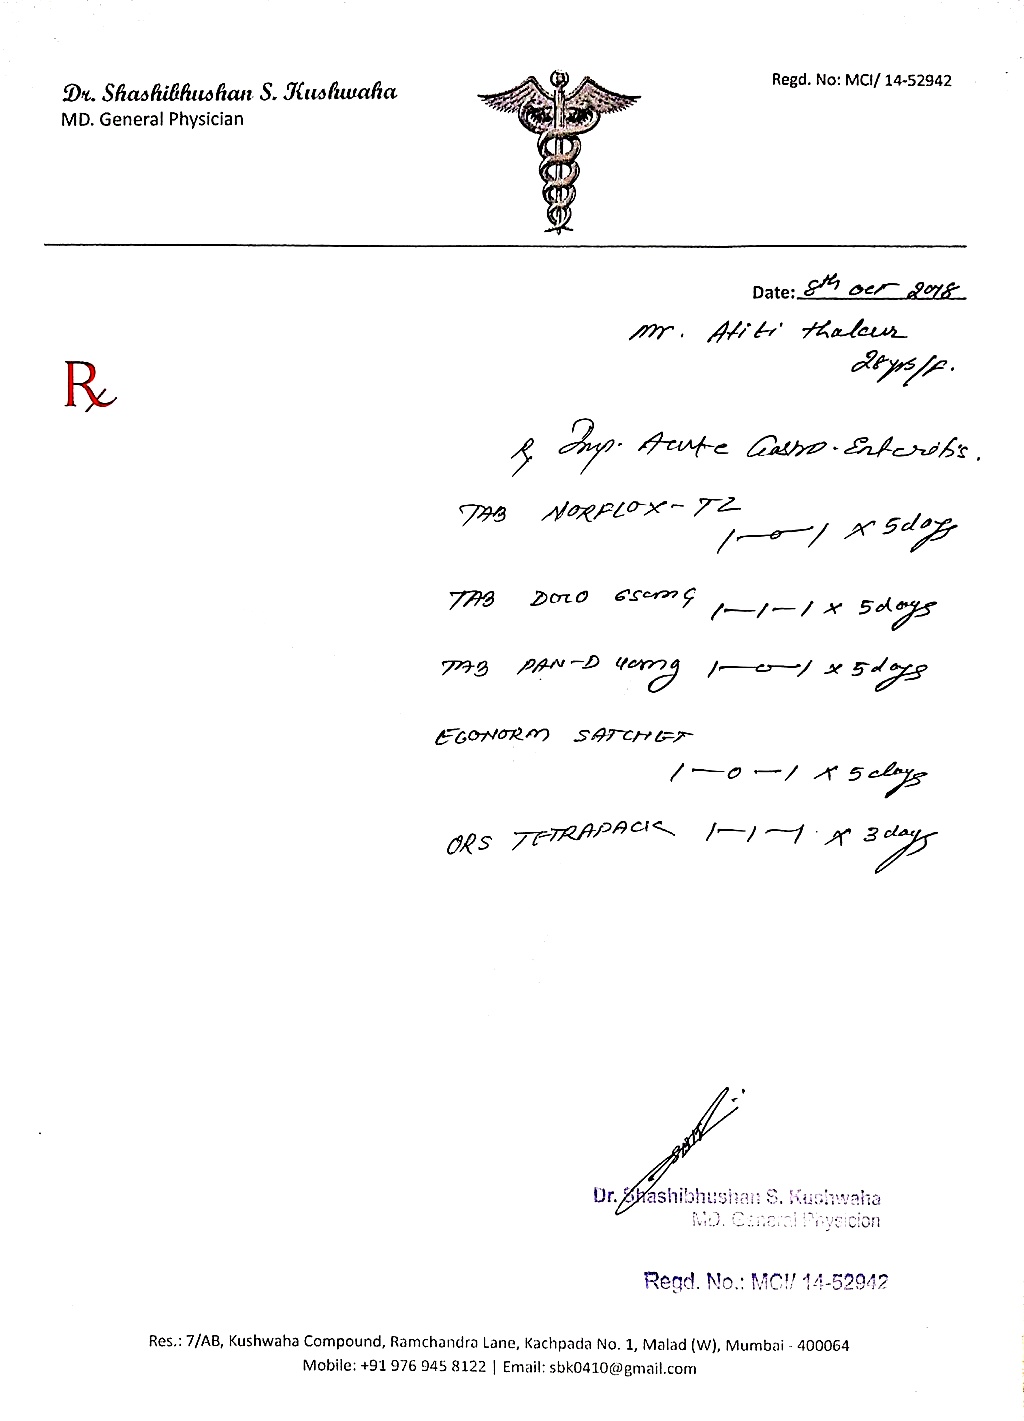 Dr. Shashibhushan S. Kushwaha
MD. General Physician
Regd. No: MCI/ 14-52942
Date: 8th Oct 2018
Mr. Atiti Thakur
28yrs/F.
Rx
Rx Imp. Acute Gastro-Enteritis.
TAB NORFLOX-TZ
1—0—1 x 5days
TAB DOLO 650mg 1—1—1 x 5days
TAB PAN-D 40mg 1—0—1 x 5days
ECONORM SATCHET
1—0—1 x 5days
ORS TETRAPACK 1—1—1 x 3days
Dr. Shashibhushan S. Kushwaha
MD. General Physician
Regd. No.: MCI/ 14-52942
Res.: 7/AB, Kushwaha Compound, Ramchandra Lane, Kachpada No. 1, Malad (W), Mumbai - 400064
Mobile: +91 976 945 8122 | Email: sbk0410@gmail.com